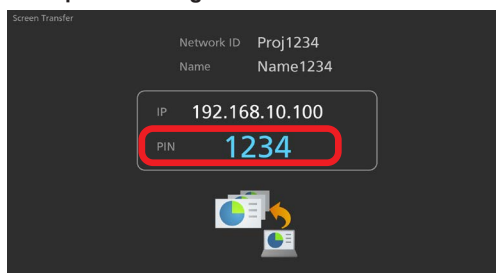 Screen Transfer
Network ID Proj1234
Name Name1234
IP 192.168.10.100
PIN 1234